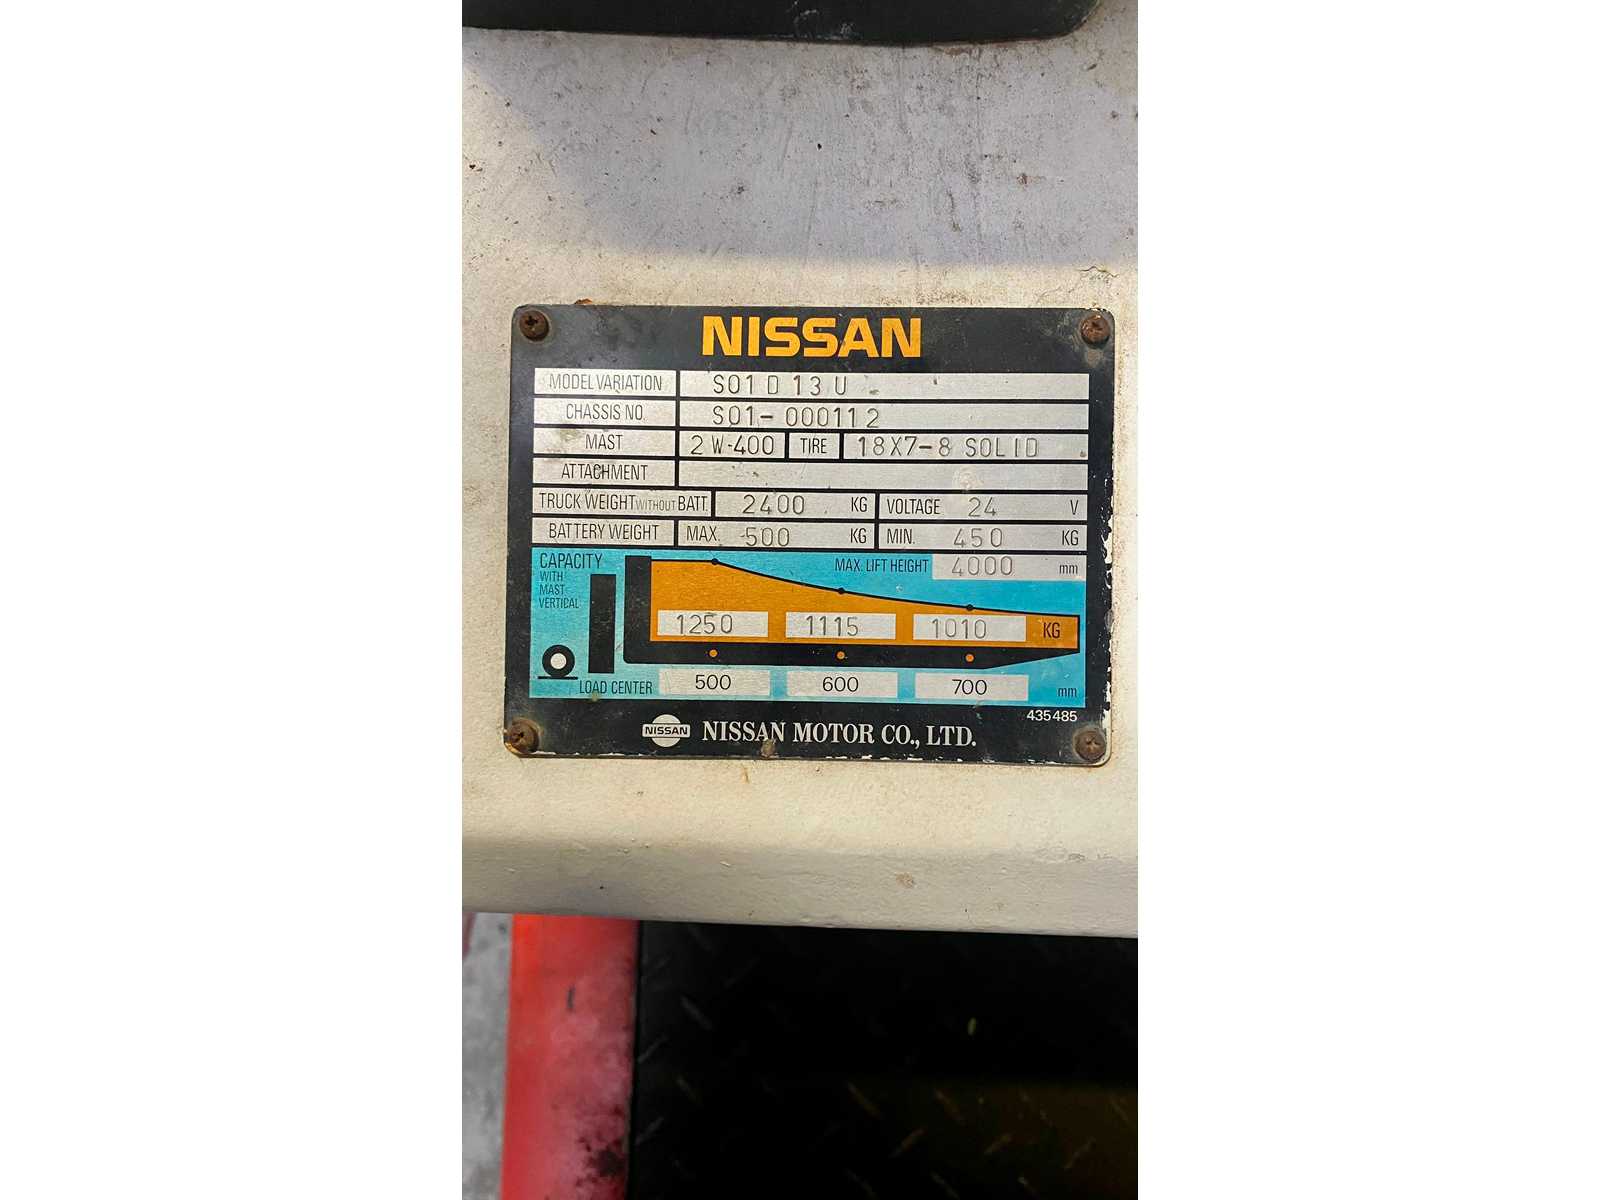 NISSAN
MODEL VARIATION S01D13U
CHASSIS NO. S01-000112
MAST 2W-400 TIRE 18X7-8 SOLID
ATTACHMENT
TRUCK WEIGHT WITHOUT BATT. 2400 KG VOLTAGE 24 V
BATTERY WEIGHT MAX. 500 KG MIN. 450 KG
CAPACITY
WITH
MAST
VERTICAL
MAX. LIFT HEIGHT 4000 mm
1250 1115 1010 KG
LOAD CENTER 500 600 700 mm
435485
NISSAN NISSAN MOTOR CO., LTD.